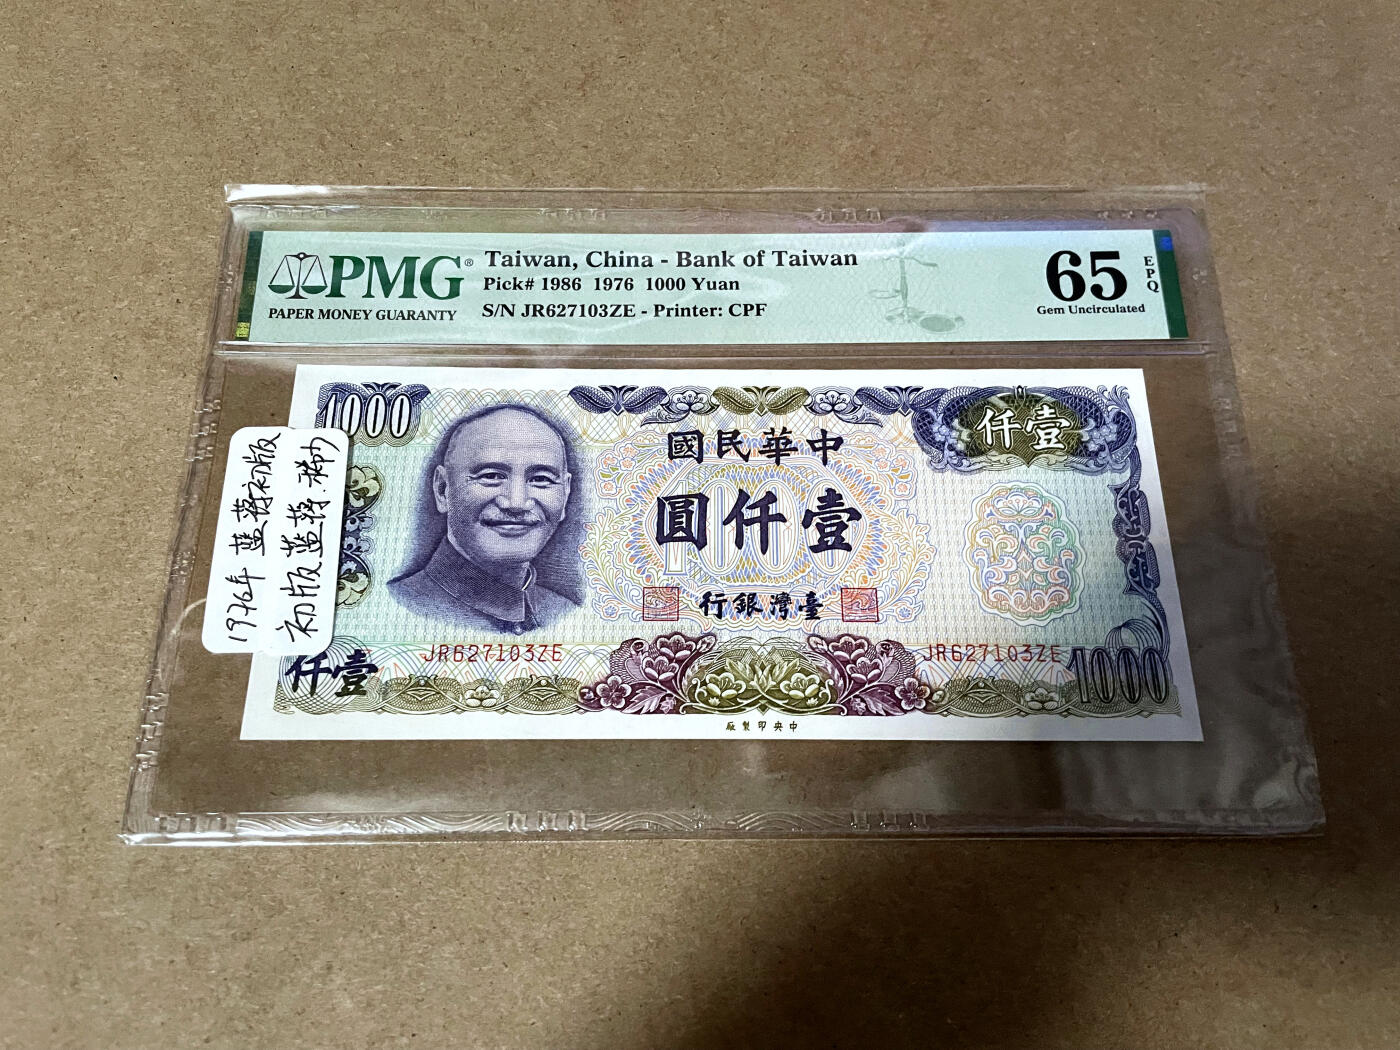 PMG®
PAPER MONEY GUARANTY
Taiwan, China - Bank of Taiwan
Pick# 1986 1976 1000 Yuan
S/N JR627103ZE - Printer: CPF
65
EPQ
Gem Uncirculated
1000
仟壹
國民華中
圓仟壹
1000
行銀灣臺
JR627103ZE
JR627103ZE
仟壹
1000
廠製印央中
1976年 藍蔣初版
初版蓝蒋.稀少